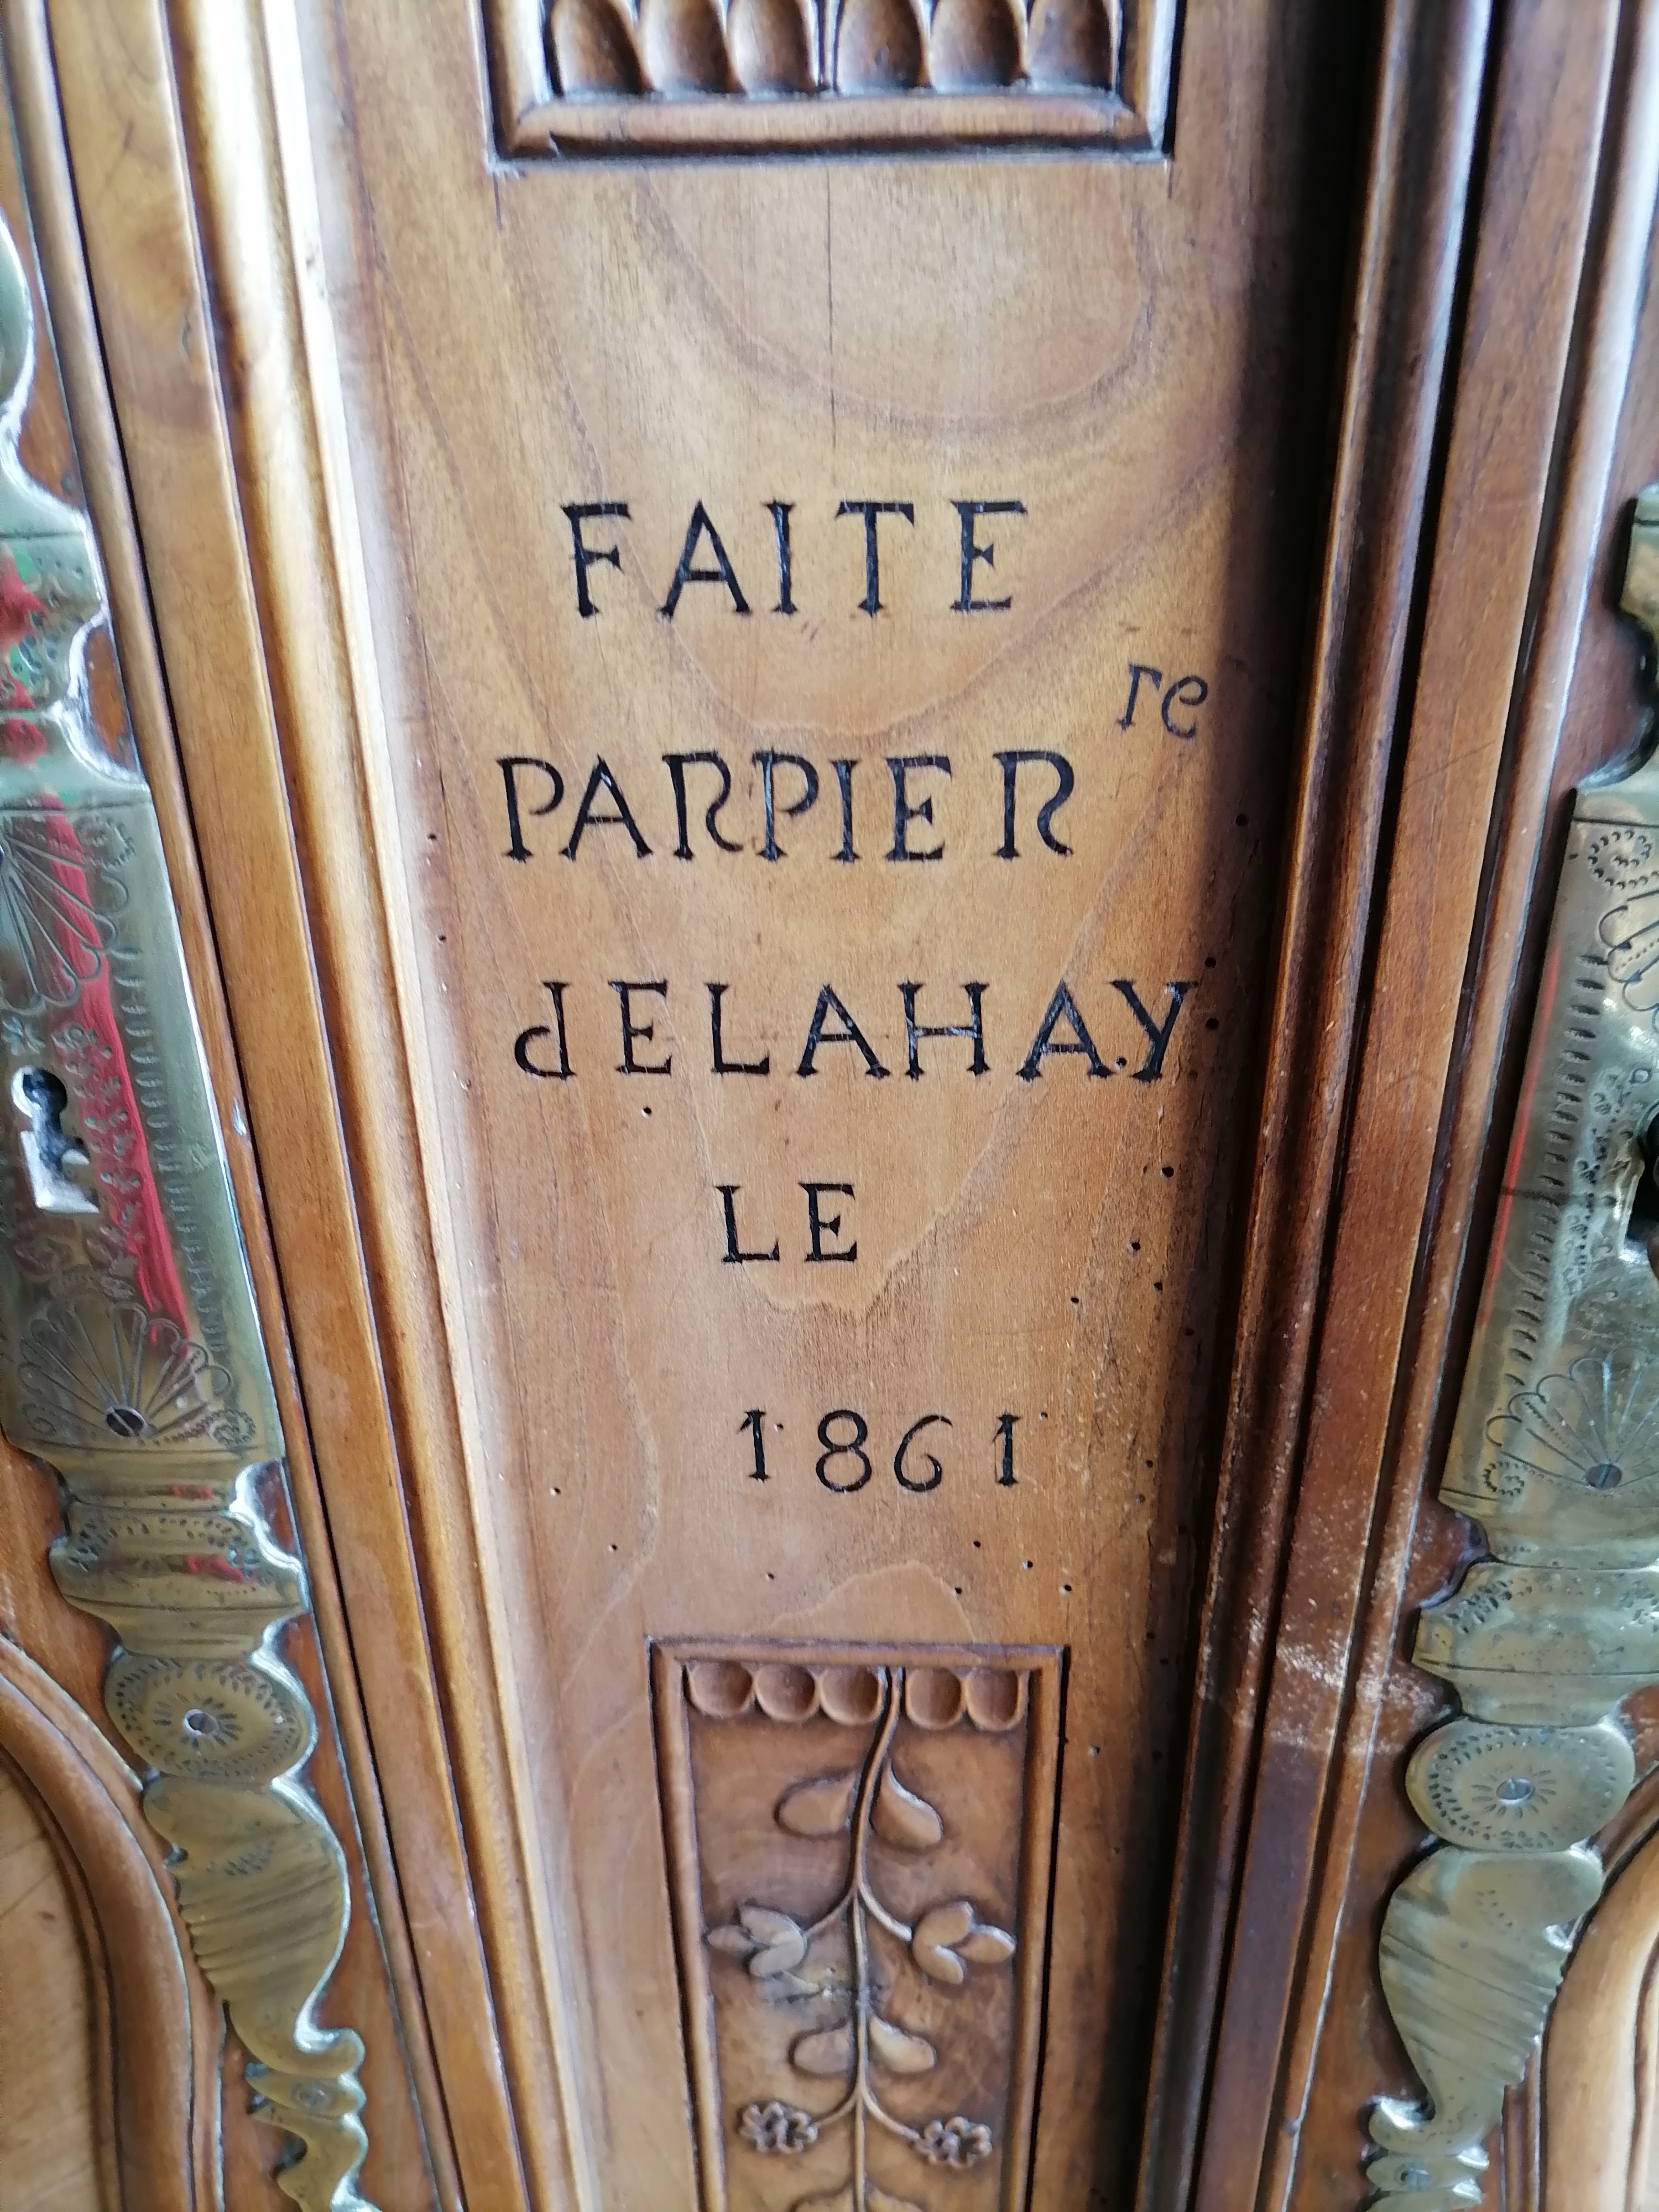 FAITE
PARPIER re
dELAHAY
LE
1861